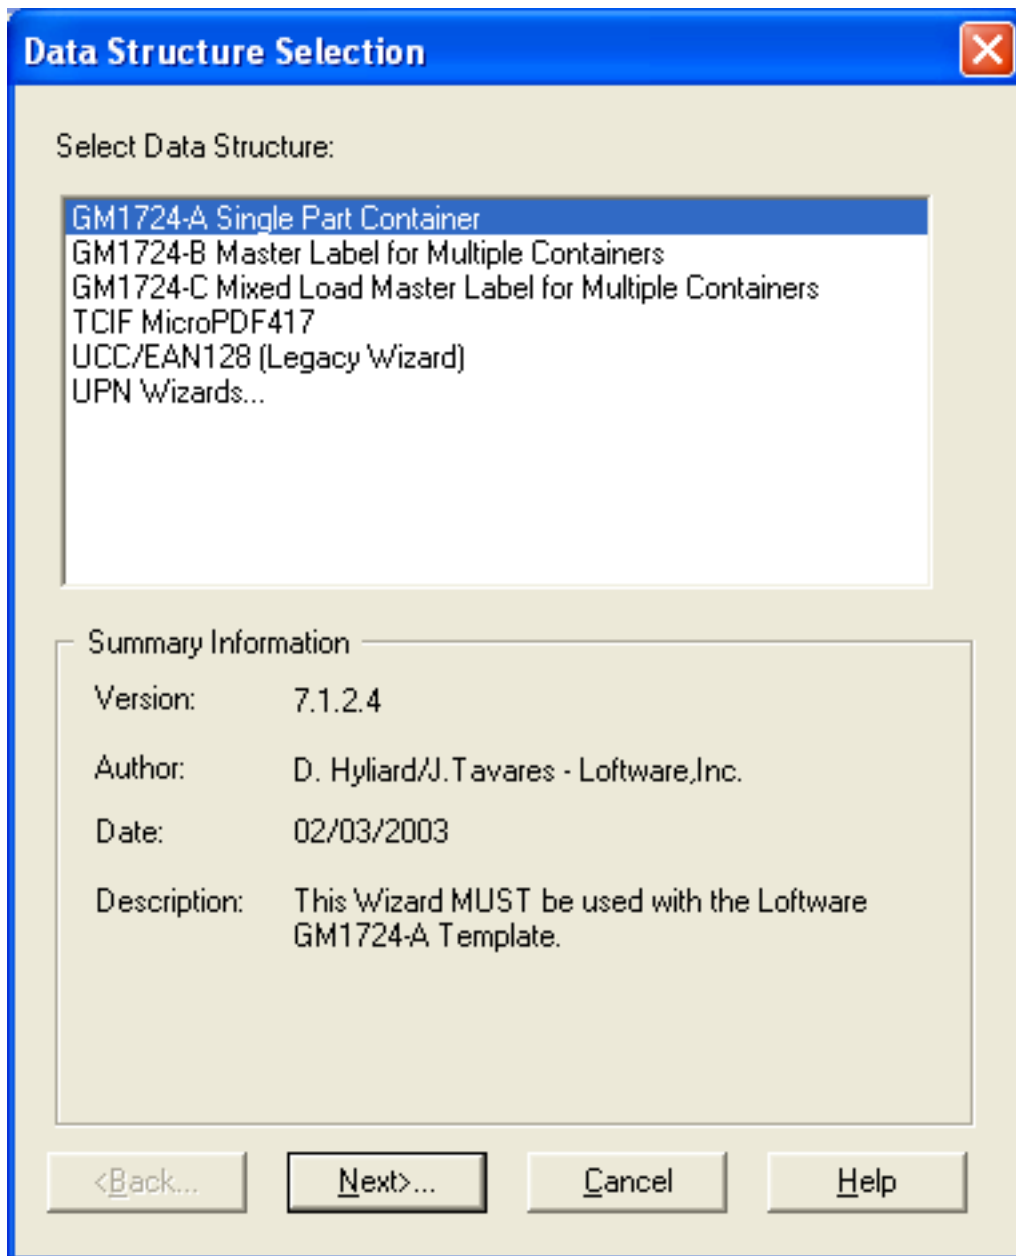 Data Structure Selection
Select Data Structure:
GM1724-A Single Part Container
GM1724-B Master Label for Multiple Containers
GM1724-C Mixed Load Master Label for Multiple Containers
TCIF MicroPDF417
UCC/EAN128 (Legacy Wizard)
UPN Wizards...
Summary Information
Version: 7.1.2.4
Author: D. Hyliard/J.Tavares - Loftware,Inc.
Date: 02/03/2003
Description: This Wizard MUST be used with the Loftware
GM1724-A Template.
<Back... Next>... Cancel Help